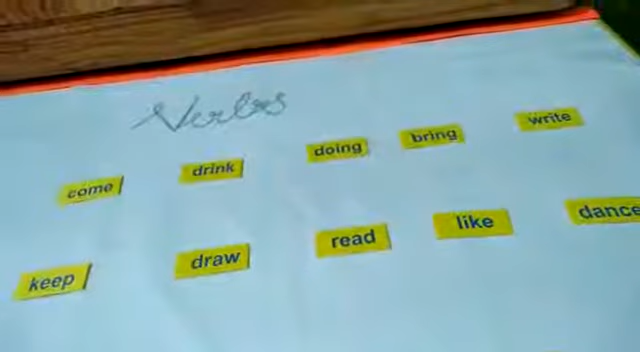 Verbs
come drink doing bring write
keep draw read like dance